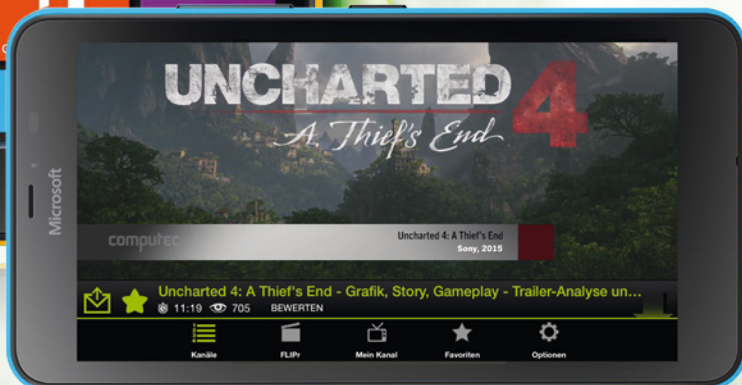 Microsoft
UNCHARTED 4
A Thief's End
computec
Uncharted 4: A Thief's End
Sony, 2015
Uncharted 4: A Thief's End - Grafik, Story, Gameplay - Trailer-Analyse un...
11:19 705 BEWERTEN
Kanäle FLIPr Mein Kanal Favoriten Optionen